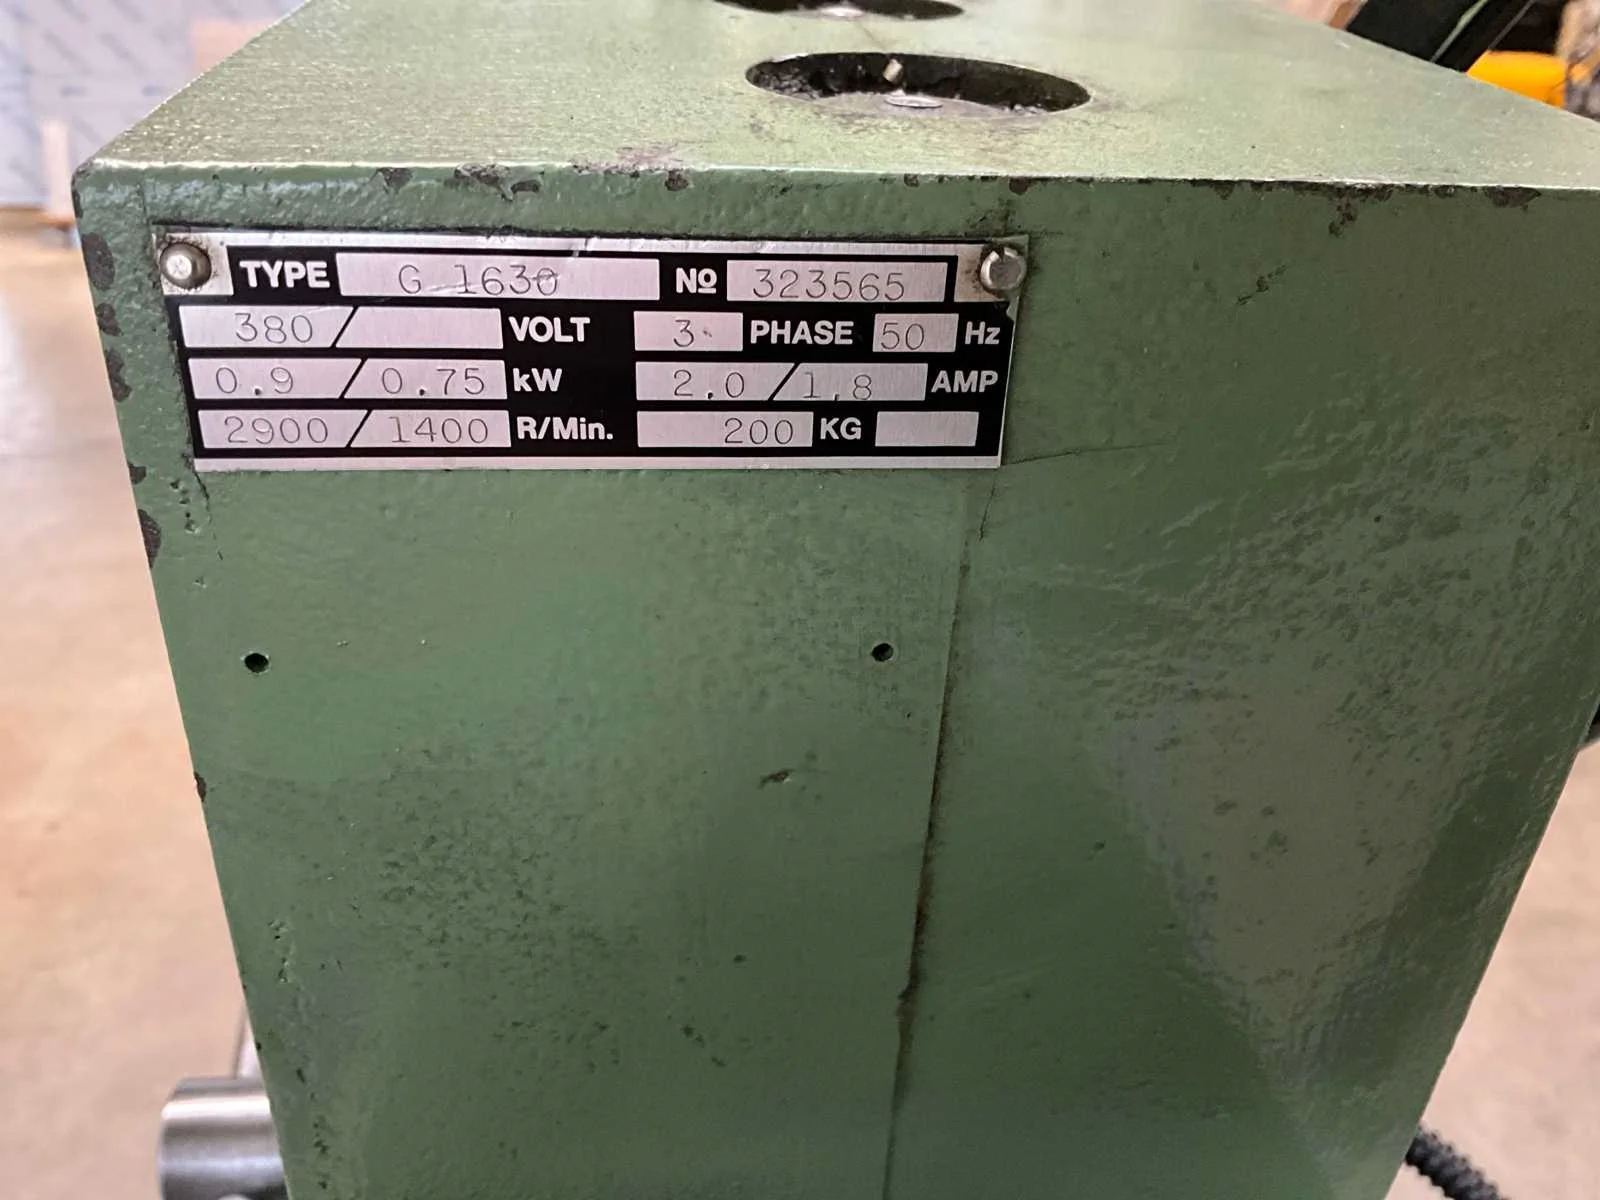 TYPE G 1630 No 323565
380 / VOLT 3 PHASE 50 Hz
0.9 / 0.75 kW 2.0 / 1,8 AMP
2900 / 1400 R/Min. 200 KG